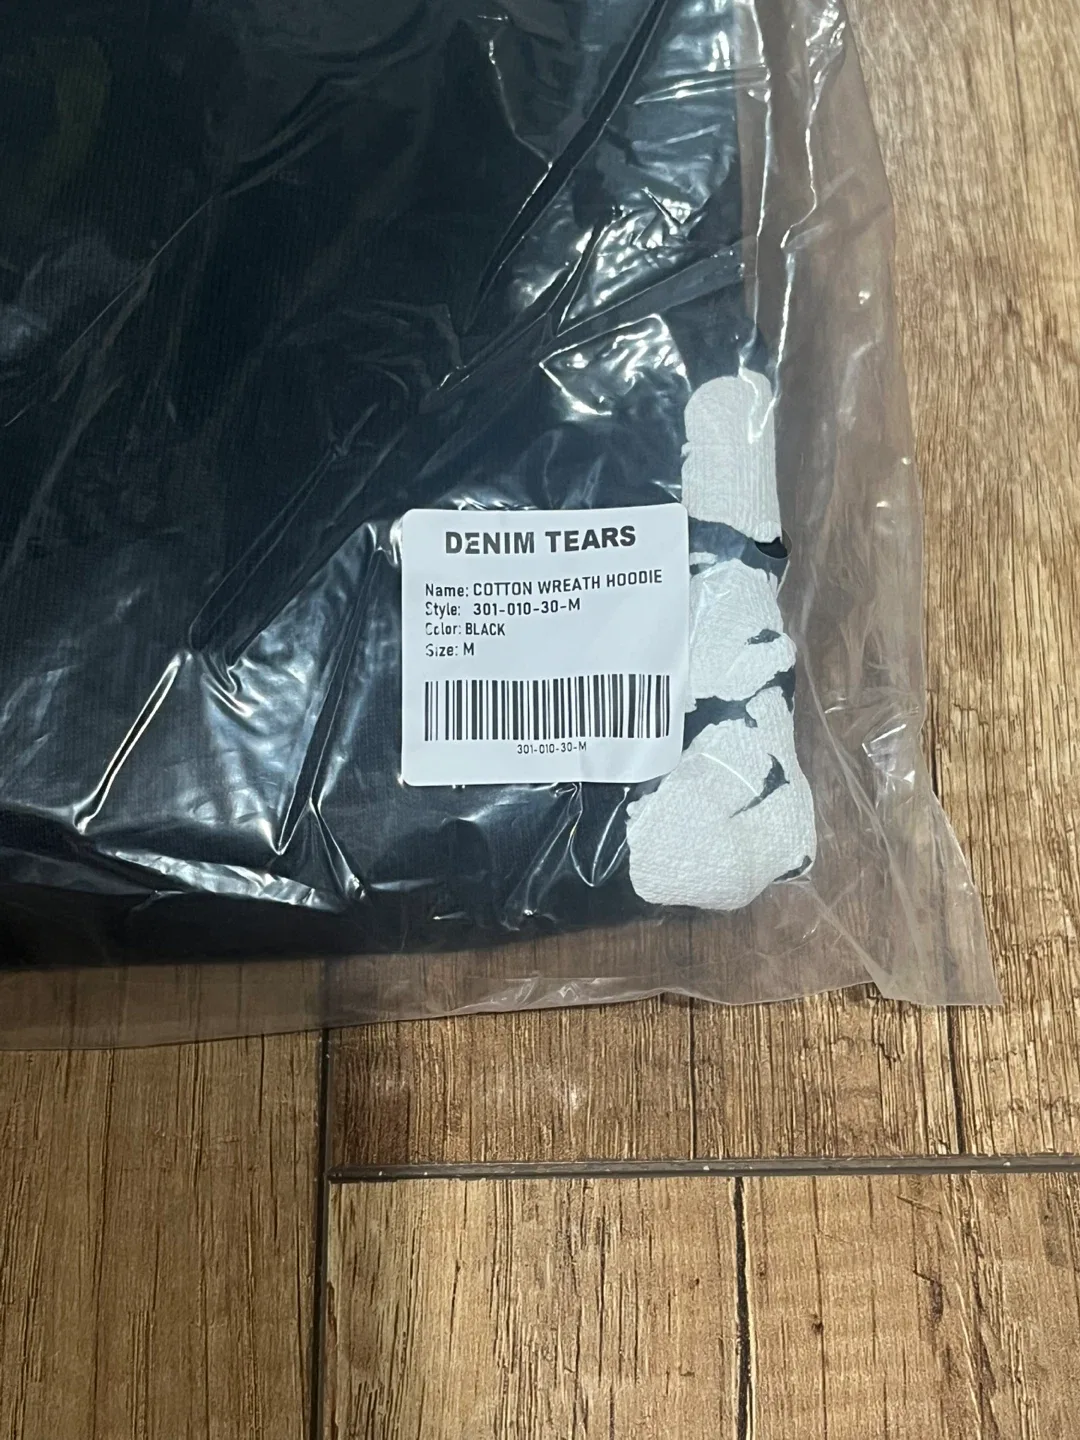 DENIM TEARS
Name: COTTON WREATH HOODIE
Style: 301-010-30-M
Color: BLACK
Size: M
301-010-30-M